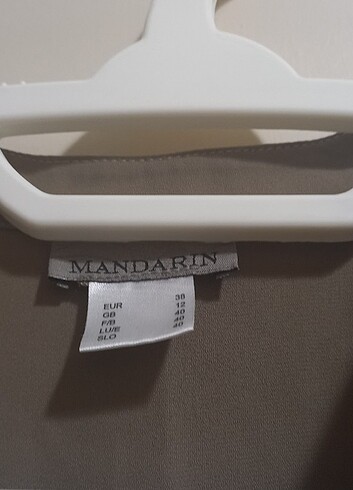 MANDARIN
EUR 38
GB 12
F/B 40
LU/E 40
SLO 40